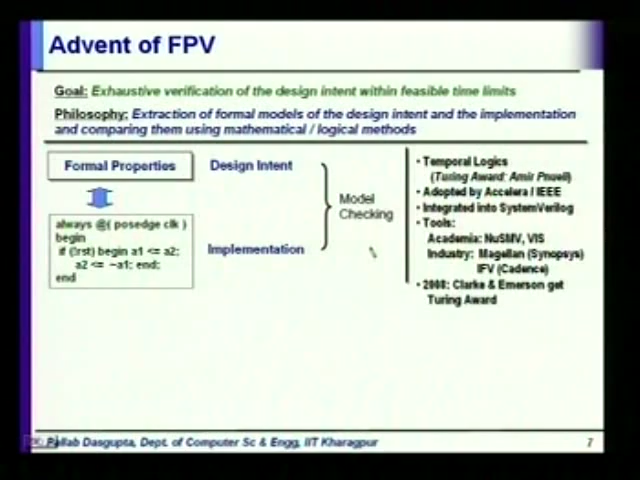 Advent of FPV
Goal: Exhaustive verification of the design intent within feasible time limits
Philosophy: Extraction of formal models of the design intent and the implementation
and comparing them using mathematical / logical methods
Formal Properties
Design Intent
always @( posedge clk )
begin
if (!rst) begin a1 <= a2;
a2 <= ~a1; end;
end
Implementation
Model
Checking
• Temporal Logics
(Turing Award: Amir Pnueli)
• Adopted by Accelera / IEEE
• Integrated into SystemVerilog
• Tools:
Academia: NuSMV, VIS
Industry: Magellan (Synopsys)
IFV (Cadence)
• 2008: Clarke & Emerson get
Turing Award
Pallab Dasgupta, Dept. of Computer Sc & Engg, IIT Kharagpur
7